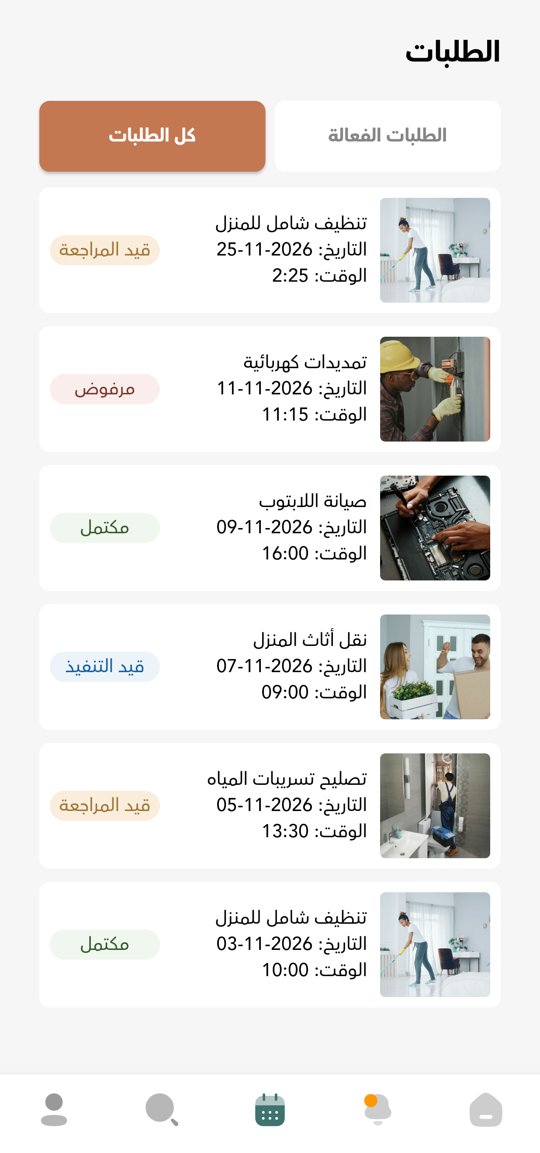 الطلبات
الطلبات الفعالة
كل الطلبات
تنظيف شامل للمنزل
التاريخ: 2026-11-25
الوقت: 2:25
قيد المراجعة
تمديدات كهربائية
التاريخ: 2026-11-11
الوقت: 11:15
مرفوض
صيانة اللابتوب
التاريخ: 2026-11-09
الوقت: 16:00
مكتمل
نقل أثاث المنزل
التاريخ: 2026-11-07
الوقت: 09:00
قيد التنفيذ
تصليح تسريبات المياه
التاريخ: 2026-11-05
الوقت: 13:30
قيد المراجعة
تنظيف شامل للمنزل
التاريخ: 2026-11-03
الوقت: 10:00
مكتمل